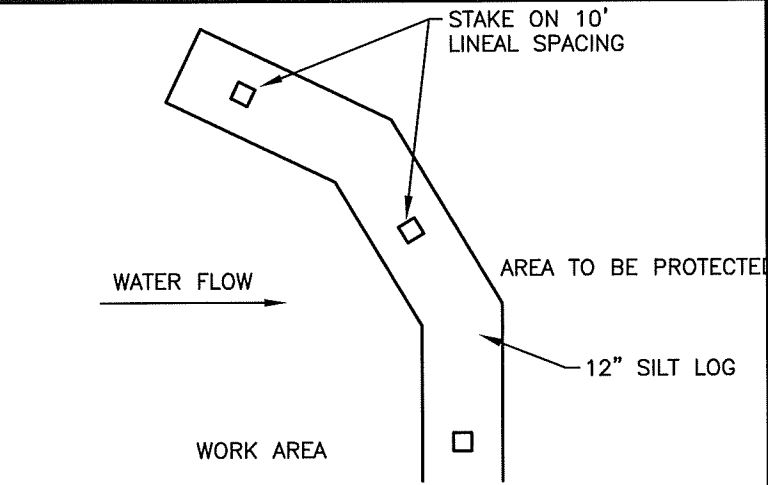 STAKE ON 10'
LINEAL SPACING
AREA TO BE PROTECTED
WATER FLOW
12" SILT LOG
WORK AREA